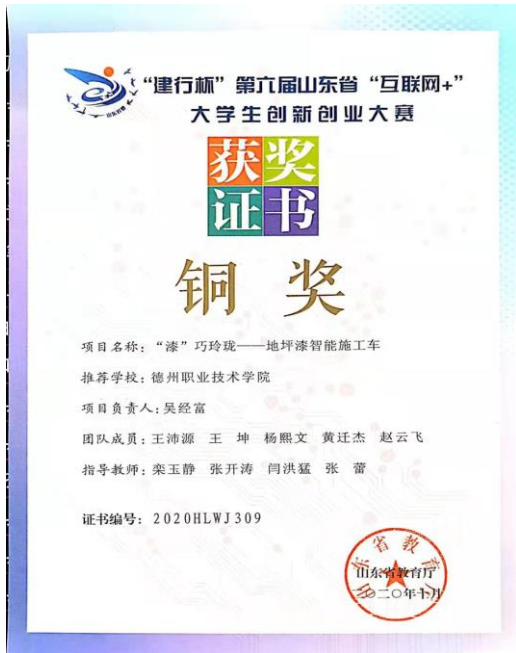 “建行杯”第六届山东省“互联网+”
大学生创新创业大赛
获奖
证书
铜奖
项目名称：“漆”巧玲珑——地坪漆智能施工车
推荐学校：德州职业技术学院
项目负责人：吴经富
团队成员：王沛源 王坤 杨熙文 黄迁杰 赵云飞
指导教师：栾玉静 张开涛 闫洪猛 张蕾
证书编号：2020HLWJ309
山东省教育厅
二〇二〇年十月
山东省教育厅